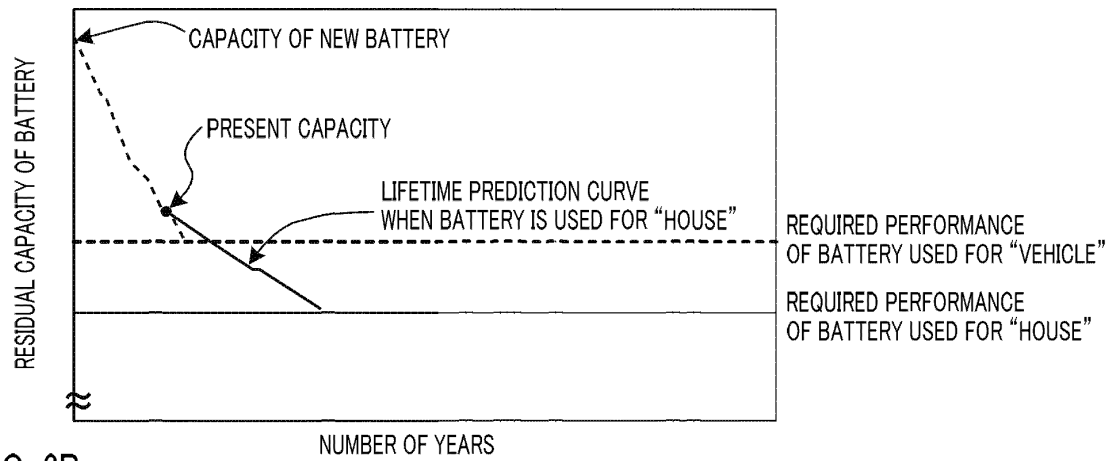 CAPACITY OF NEW BATTERY
PRESENT CAPACITY
LIFETIME PREDICTION CURVE
WHEN BATTERY IS USED FOR “HOUSE”
REQUIRED PERFORMANCE
OF BATTERY USED FOR “VEHICLE”
REQUIRED PERFORMANCE
OF BATTERY USED FOR “HOUSE”
RESIDUAL CAPACITY OF BATTERY
NUMBER OF YEARS